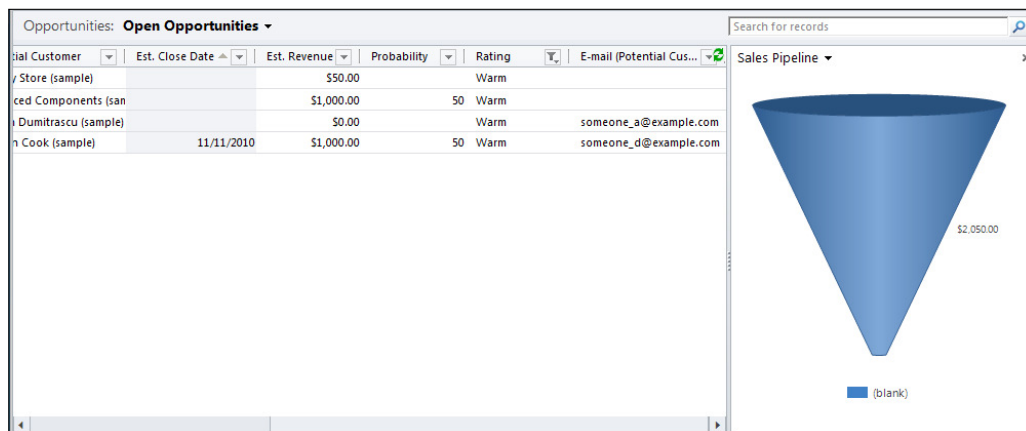 Opportunities: Open Opportunities
Search for records
tial Customer Est. Close Date Est. Revenue Probability Rating E-mail (Potential Cus...
y Store (sample) $50.00 Warm
ced Components (san $1,000.00 50 Warm
n Dumitrascu (sample) $0.00 Warm someone_a@example.com
n Cook (sample) 11/11/2010 $1,000.00 50 Warm someone_d@example.com
Sales Pipeline
$2,050.00
(blank)